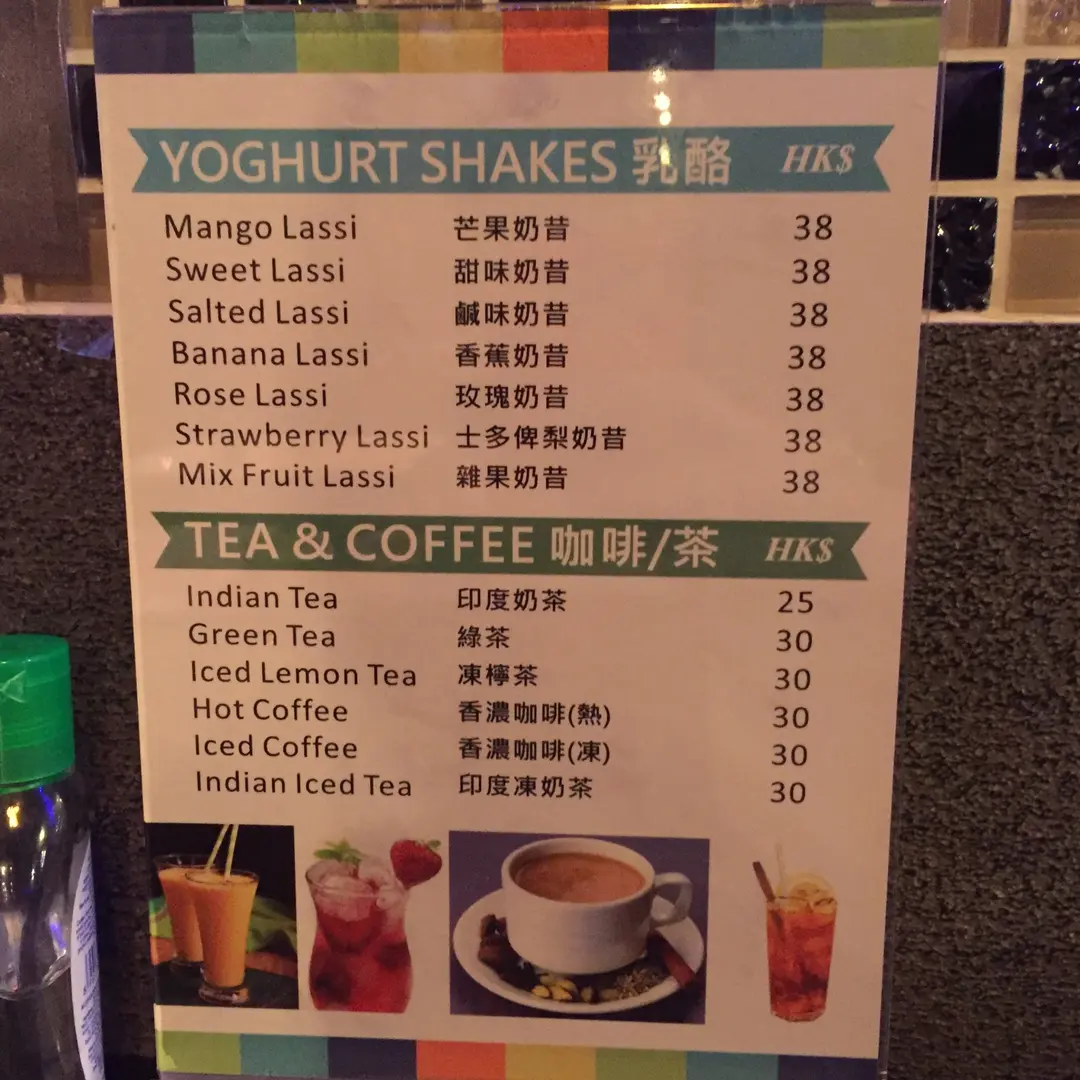 YOGHURT SHAKES 乳酪 HK$
Mango Lassi 芒果奶昔 38
Sweet Lassi 甜味奶昔 38
Salted Lassi 鹹味奶昔 38
Banana Lassi 香蕉奶昔 38
Rose Lassi 玫瑰奶昔 38
Strawberry Lassi 士多俾梨奶昔 38
Mix Fruit Lassi 雜果奶昔 38
TEA & COFFEE 咖啡/茶 HK$
Indian Tea 印度奶茶 25
Green Tea 綠茶 30
Iced Lemon Tea 凍檸茶 30
Hot Coffee 香濃咖啡(熱) 30
Iced Coffee 香濃咖啡(凍) 30
Indian Iced Tea 印度凍奶茶 30